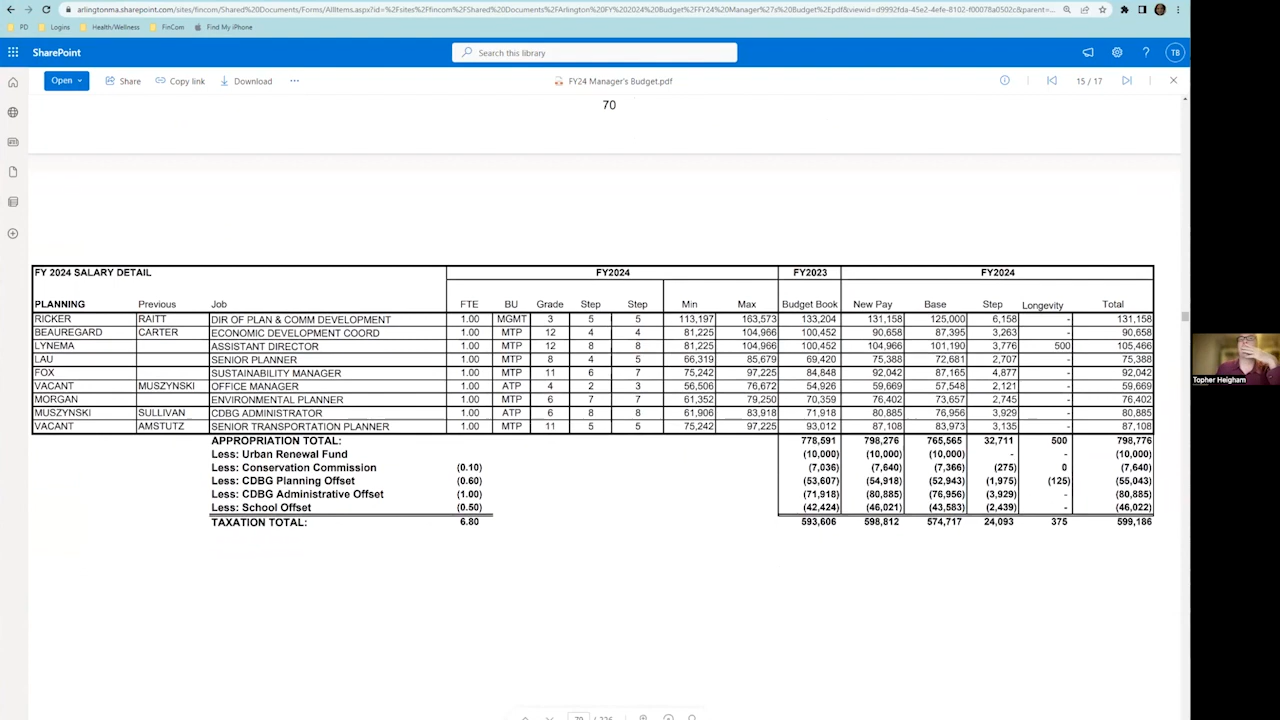 arlingtonma.sharepoint.com/sites/fincom/Shared%20Documents/Forms/AllItems.aspx?id=%2Fsites%2Ffincom%2FShared%20Documents%2FArlington%20FY%202024%20Budget%2FFY24%20Manager's%20Budget%2Epdf&viewid=d9992fda-45e2-4efe-8102-f00078a0502c&parent=...
PD Logins Health/Wellness FinCom Find My iPhone
SharePoint Search this library TB
Open Share Copy link Download ... FY24 Manager's Budget.pdf 15 / 17
70
FY 2024 SALARY DETAIL FY2024 FY2023 FY2024
PLANNING Previous Job FTE BU Grade Step Step Min Max Budget Book New Pay Base Step Longevity Total
RICKER RAITT DIR OF PLAN & COMM DEVELOPMENT 1.00 MGMT 3 5 5 113,197 163,573 133,204 131,158 125,000 6,158 - 131,158
BEAUREGARD CARTER ECONOMIC DEVELOPMENT COORD 1.00 MTP 12 4 4 81,225 104,966 100,452 90,658 87,395 3,263 - 90,658
LYNEMA ASSISTANT DIRECTOR 1.00 MTP 12 8 8 81,225 104,966 100,452 104,966 101,190 3,776 500 105,466
LAU SENIOR PLANNER 1.00 MTP 8 4 5 66,319 85,679 69,420 75,388 72,681 2,707 - 75,388
FOX SUSTAINABILITY MANAGER 1.00 MTP 11 6 7 75,242 97,225 84,848 92,042 87,165 4,877 - 92,042
VACANT MUSZYNSKI OFFICE MANAGER 1.00 ATP 4 2 3 56,506 76,672 54,926 59,669 57,548 2,121 - 59,669
MORGAN ENVIRONMENTAL PLANNER 1.00 MTP 6 7 7 61,352 79,250 70,359 76,402 73,657 2,745 - 76,402
MUSZYNSKI SULLIVAN CDBG ADMINISTRATOR 1.00 ATP 6 8 8 61,906 83,918 71,918 80,885 76,956 3,929 - 80,885
VACANT AMSTUTZ SENIOR TRANSPORTATION PLANNER 1.00 MTP 11 5 5 75,242 97,225 93,012 87,108 83,973 3,135 - 87,108
APPROPRIATION TOTAL: 778,591 798,276 765,565 32,711 500 798,776
Less: Urban Renewal Fund (10,000) (10,000) (10,000) - - (10,000)
Less: Conservation Commission (0.10) (7,036) (7,640) (7,366) (275) 0 (7,640)
Less: CDBG Planning Offset (0.60) (53,607) (54,918) (52,943) (1,975) (125) (55,043)
Less: CDBG Administrative Offset (1.00) (71,918) (80,885) (76,956) (3,929) - (80,885)
Less: School Offset (0.50) (42,424) (46,021) (43,583) (2,439) - (46,022)
TAXATION TOTAL: 6.80 593,606 598,812 574,717 24,093 375 599,186
Topher Heigham